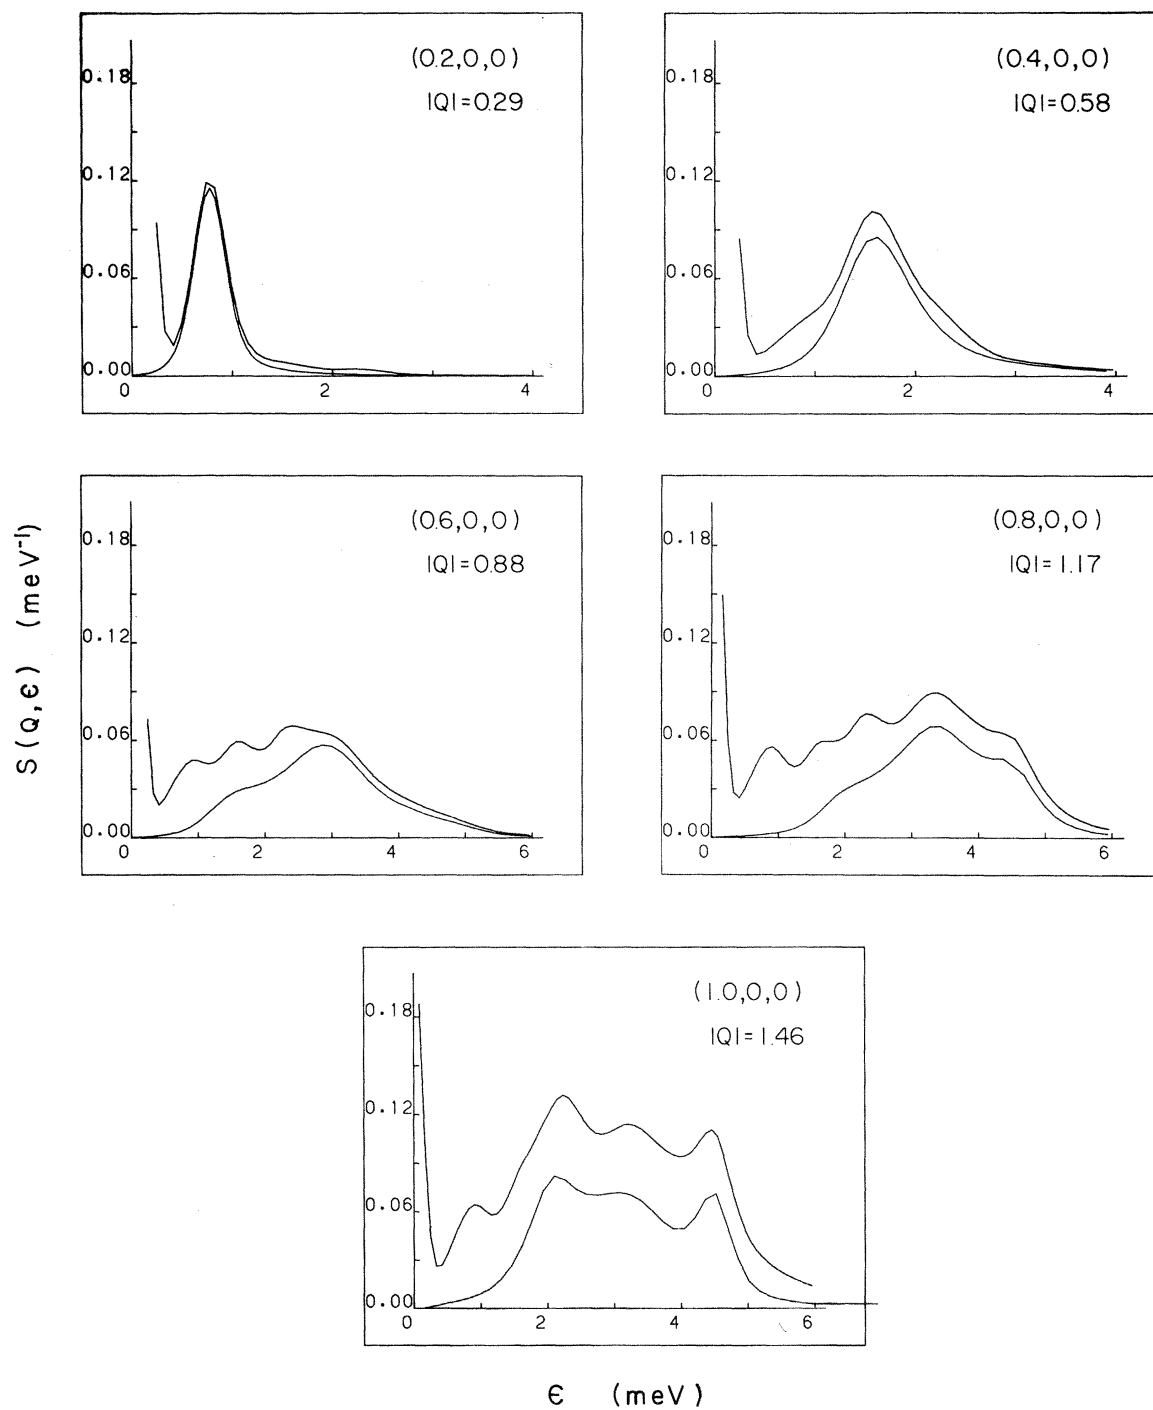 (0.2,0,0)
|Q|=0.29
0.18
0.12
0.06
0.00
0 2 4
(0.4,0,0)
|Q|=0.58
0.18
0.12
0.06
0.00
0 2 4
(0.6,0,0)
|Q|=0.88
0.18
0.12
0.06
0.00
0 2 4 6
(0.8,0,0)
|Q|=1.17
0.18
0.12
0.06
0.00
0 2 4 6
S(Q,ϵ) (meV⁻¹)
(1.0,0,0)
|Q|=1.46
0.18
0.12
0.06
0.00
0 2 4 6
ϵ (meV)